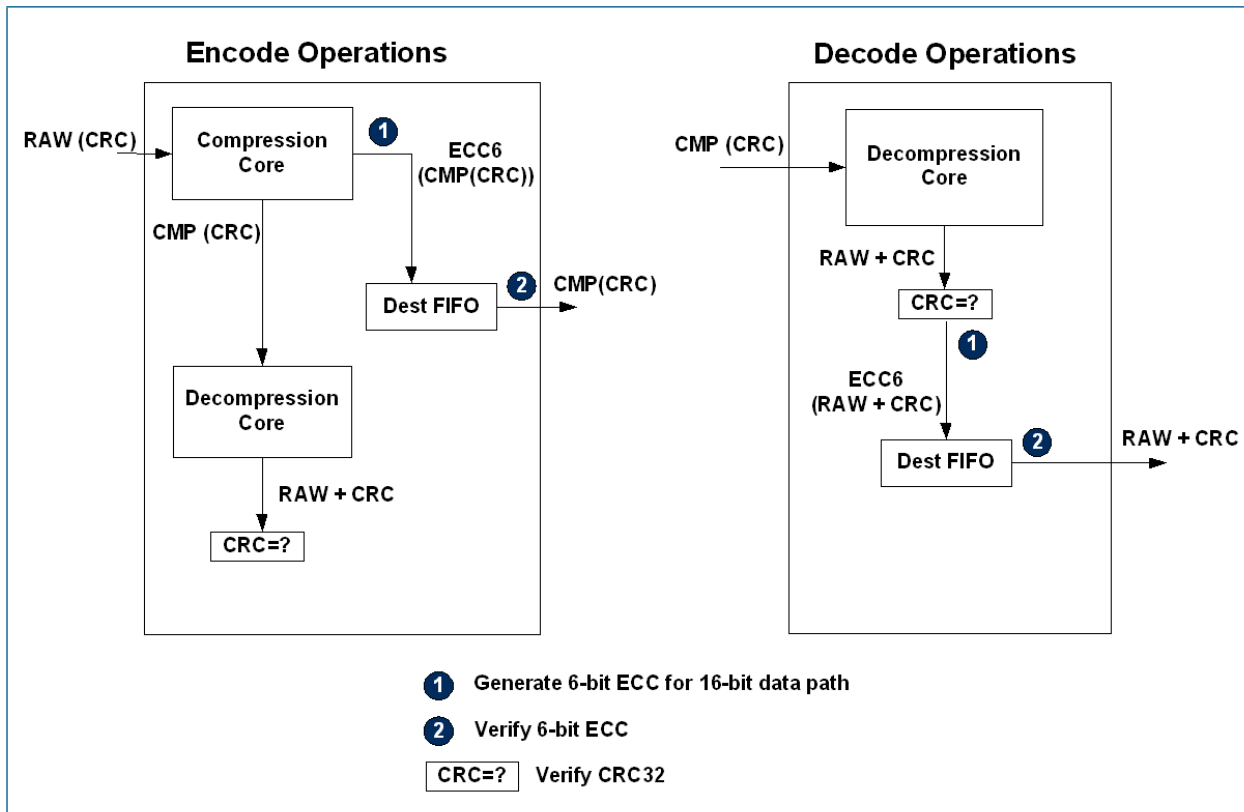 Encode Operations
RAW (CRC)
Compression
Core
1
ECC6
(CMP(CRC))
CMP (CRC)
Dest FIFO
2
CMP(CRC)
Decompression
Core
RAW + CRC
CRC=?
Decode Operations
CMP (CRC)
Decompression
Core
RAW + CRC
CRC=?
1
ECC6
(RAW + CRC)
Dest FIFO
2
RAW + CRC
1 Generate 6-bit ECC for 16-bit data path
2 Verify 6-bit ECC
CRC=? Verify CRC32